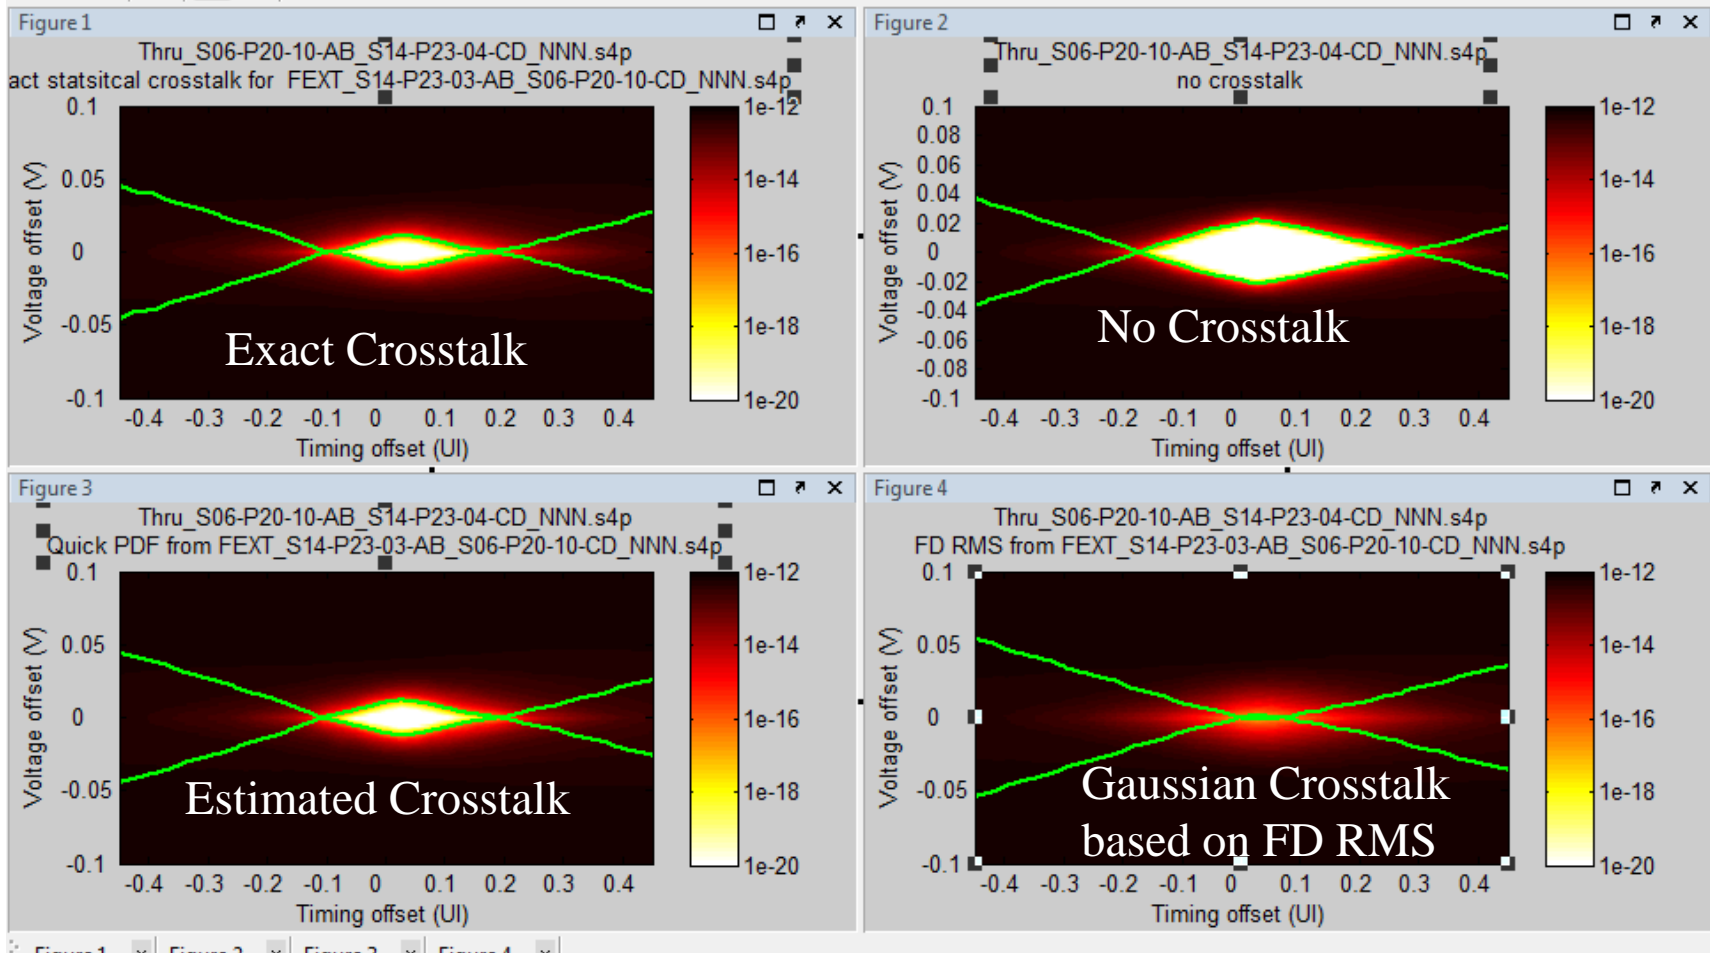 Figure 1
Thru_S06-P20-10-AB_S14-P23-04-CD_NNN.s4p
act statsitcal crosstalk for FEXT_S14-P23-03-AB_S06-P20-10-CD_NNN.s4p
0.1
0.05
0
-0.05
-0.1
Voltage offset (V)
-0.4 -0.3 -0.2 -0.1 0 0.1 0.2 0.3 0.4
Timing offset (UI)
1e-12
1e-14
1e-16
1e-18
1e-20
Exact Crosstalk
Figure 2
Thru_S06-P20-10-AB_S14-P23-04-CD_NNN.s4p
no crosstalk
0.1
0.08
0.06
0.04
0.02
0
-0.02
-0.04
-0.06
-0.08
-0.1
Voltage offset (V)
-0.4 -0.3 -0.2 -0.1 0 0.1 0.2 0.3 0.4
Timing offset (UI)
1e-12
1e-14
1e-16
1e-18
1e-20
No Crosstalk
Figure 3
Thru_S06-P20-10-AB_S14-P23-04-CD_NNN.s4p
Quick PDF from FEXT_S14-P23-03-AB_S06-P20-10-CD_NNN.s4p
0.1
0.05
0
-0.05
-0.1
Voltage offset (V)
-0.4 -0.3 -0.2 -0.1 0 0.1 0.2 0.3 0.4
Timing offset (UI)
1e-12
1e-14
1e-16
1e-18
1e-20
Estimated Crosstalk
Figure 4
Thru_S06-P20-10-AB_S14-P23-04-CD_NNN.s4p
FD RMS from FEXT_S14-P23-03-AB_S06-P20-10-CD_NNN.s4p
0.1
0.05
0
-0.05
-0.1
Voltage offset (V)
-0.4 -0.3 -0.2 -0.1 0 0.1 0.2 0.3 0.4
Timing offset (UI)
1e-12
1e-14
1e-16
1e-18
1e-20
Gaussian Crosstalk
based on FD RMS
Figure 1 Figure 2 Figure 3 Figure 4